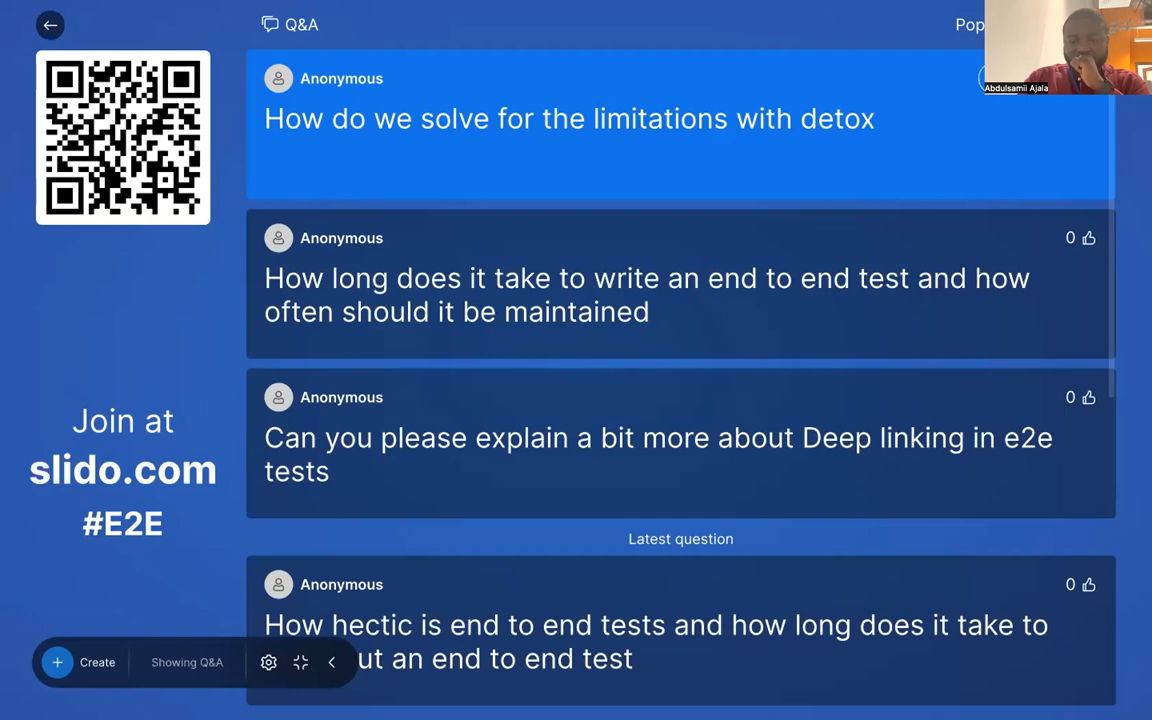 Q&A
Pop
Abdulsamii Ajala
Anonymous
How do we solve for the limitations with detox
Anonymous
0
How long does it take to write an end to end test and how
often should it be maintained
Anonymous
0
Can you please explain a bit more about Deep linking in e2e
tests
Join at
slido.com
#E2E
Latest question
Anonymous
0
How hectic is end to end tests and how long does it take to
ut an end to end test
Create
Showing Q&A